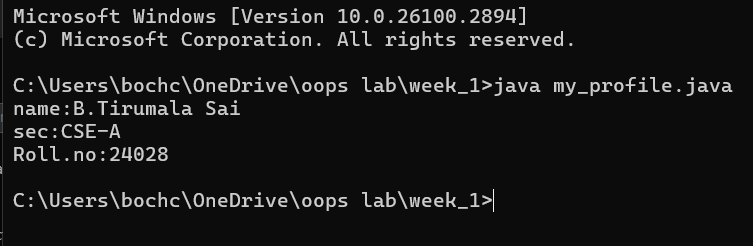 Microsoft Windows [Version 10.0.26100.2894]
(c) Microsoft Corporation. All rights reserved.
C:\Users\bochc\OneDrive\oops lab\week_1>java my_profile.java
name:B.Tirumala Sai
sec:CSE-A
Roll.no:24028
C:\Users\bochc\OneDrive\oops lab\week_1>